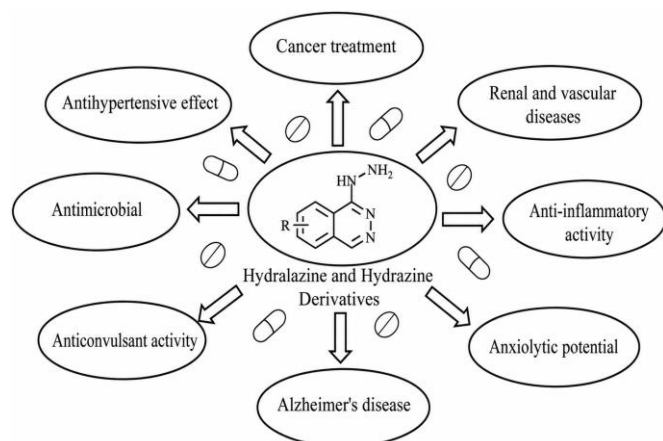 Cancer treatment
Antihypertensive effect
Renal and vascular
diseases
NH2
HN
Antimicrobial
R
N
N
Anti-inflammatory
activity
Hydralazine and Hydrazine
Derivatives
Anticonvulsant activity
Anxiolytic potential
Alzheimer's disease